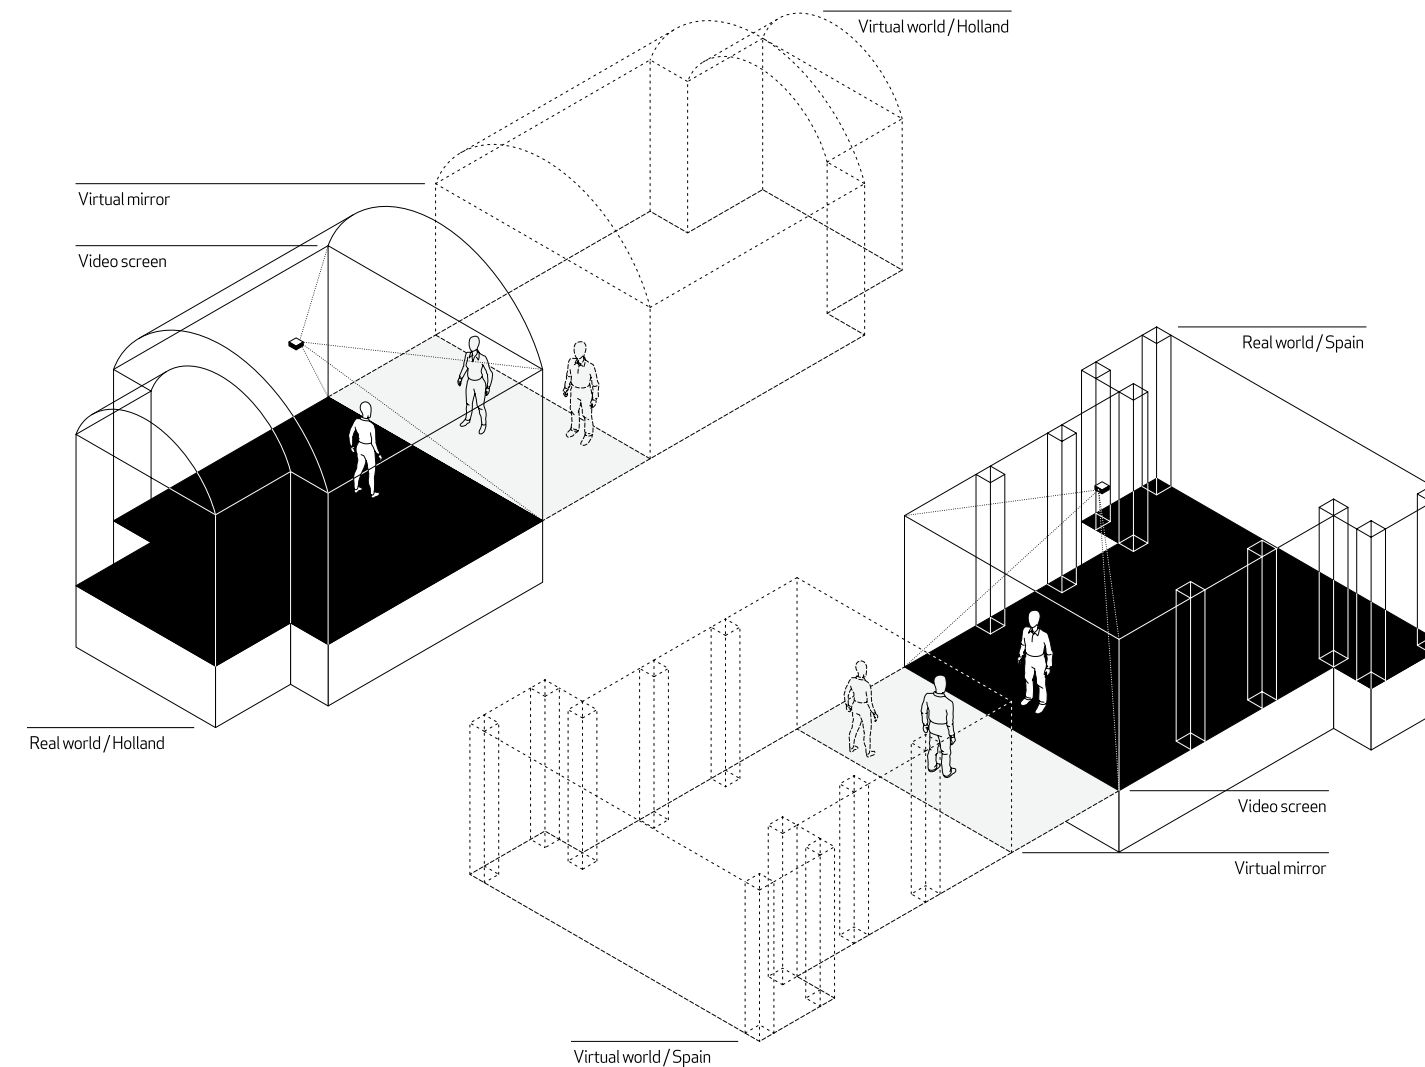 Virtual world / Holland
Virtual mirror
Video screen
Real world / Spain
Real world / Holland
Video screen
Virtual mirror
Virtual world / Spain